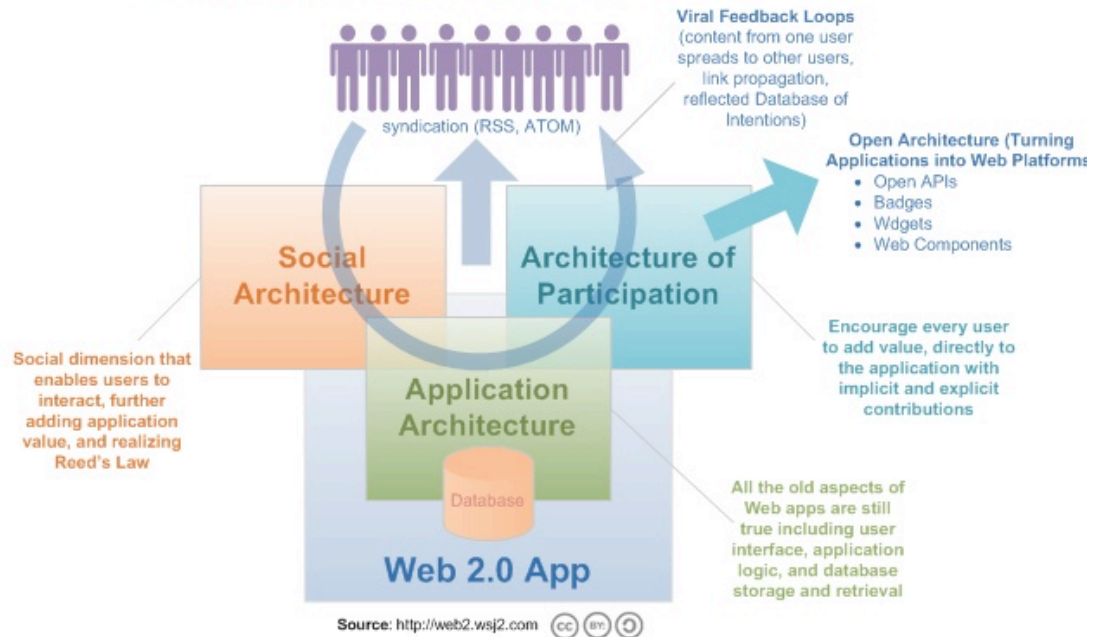 Viral Feedback Loops
(content from one user
spreads to other users,
link propagation,
reflected Database of
Intentions)
syndication (RSS, ATOM)
Open Architecture (Turning
Applications into Web Platforms
• Open APIs
• Badges
• Wdgets
• Web Components
Social
Architecture
Architecture of
Participation
Social dimension that
enables users to
interact, further
adding application
value, and realizing
Reed's Law
Encourage every user
to add value, directly to
the application with
implicit and explicit
contributions
Application
Architecture
Database
All the old aspects of
Web apps are still
true including user
interface, application
logic, and database
storage and retrieval
Web 2.0 App
Source: http://web2.wsj2.com
CC BY: